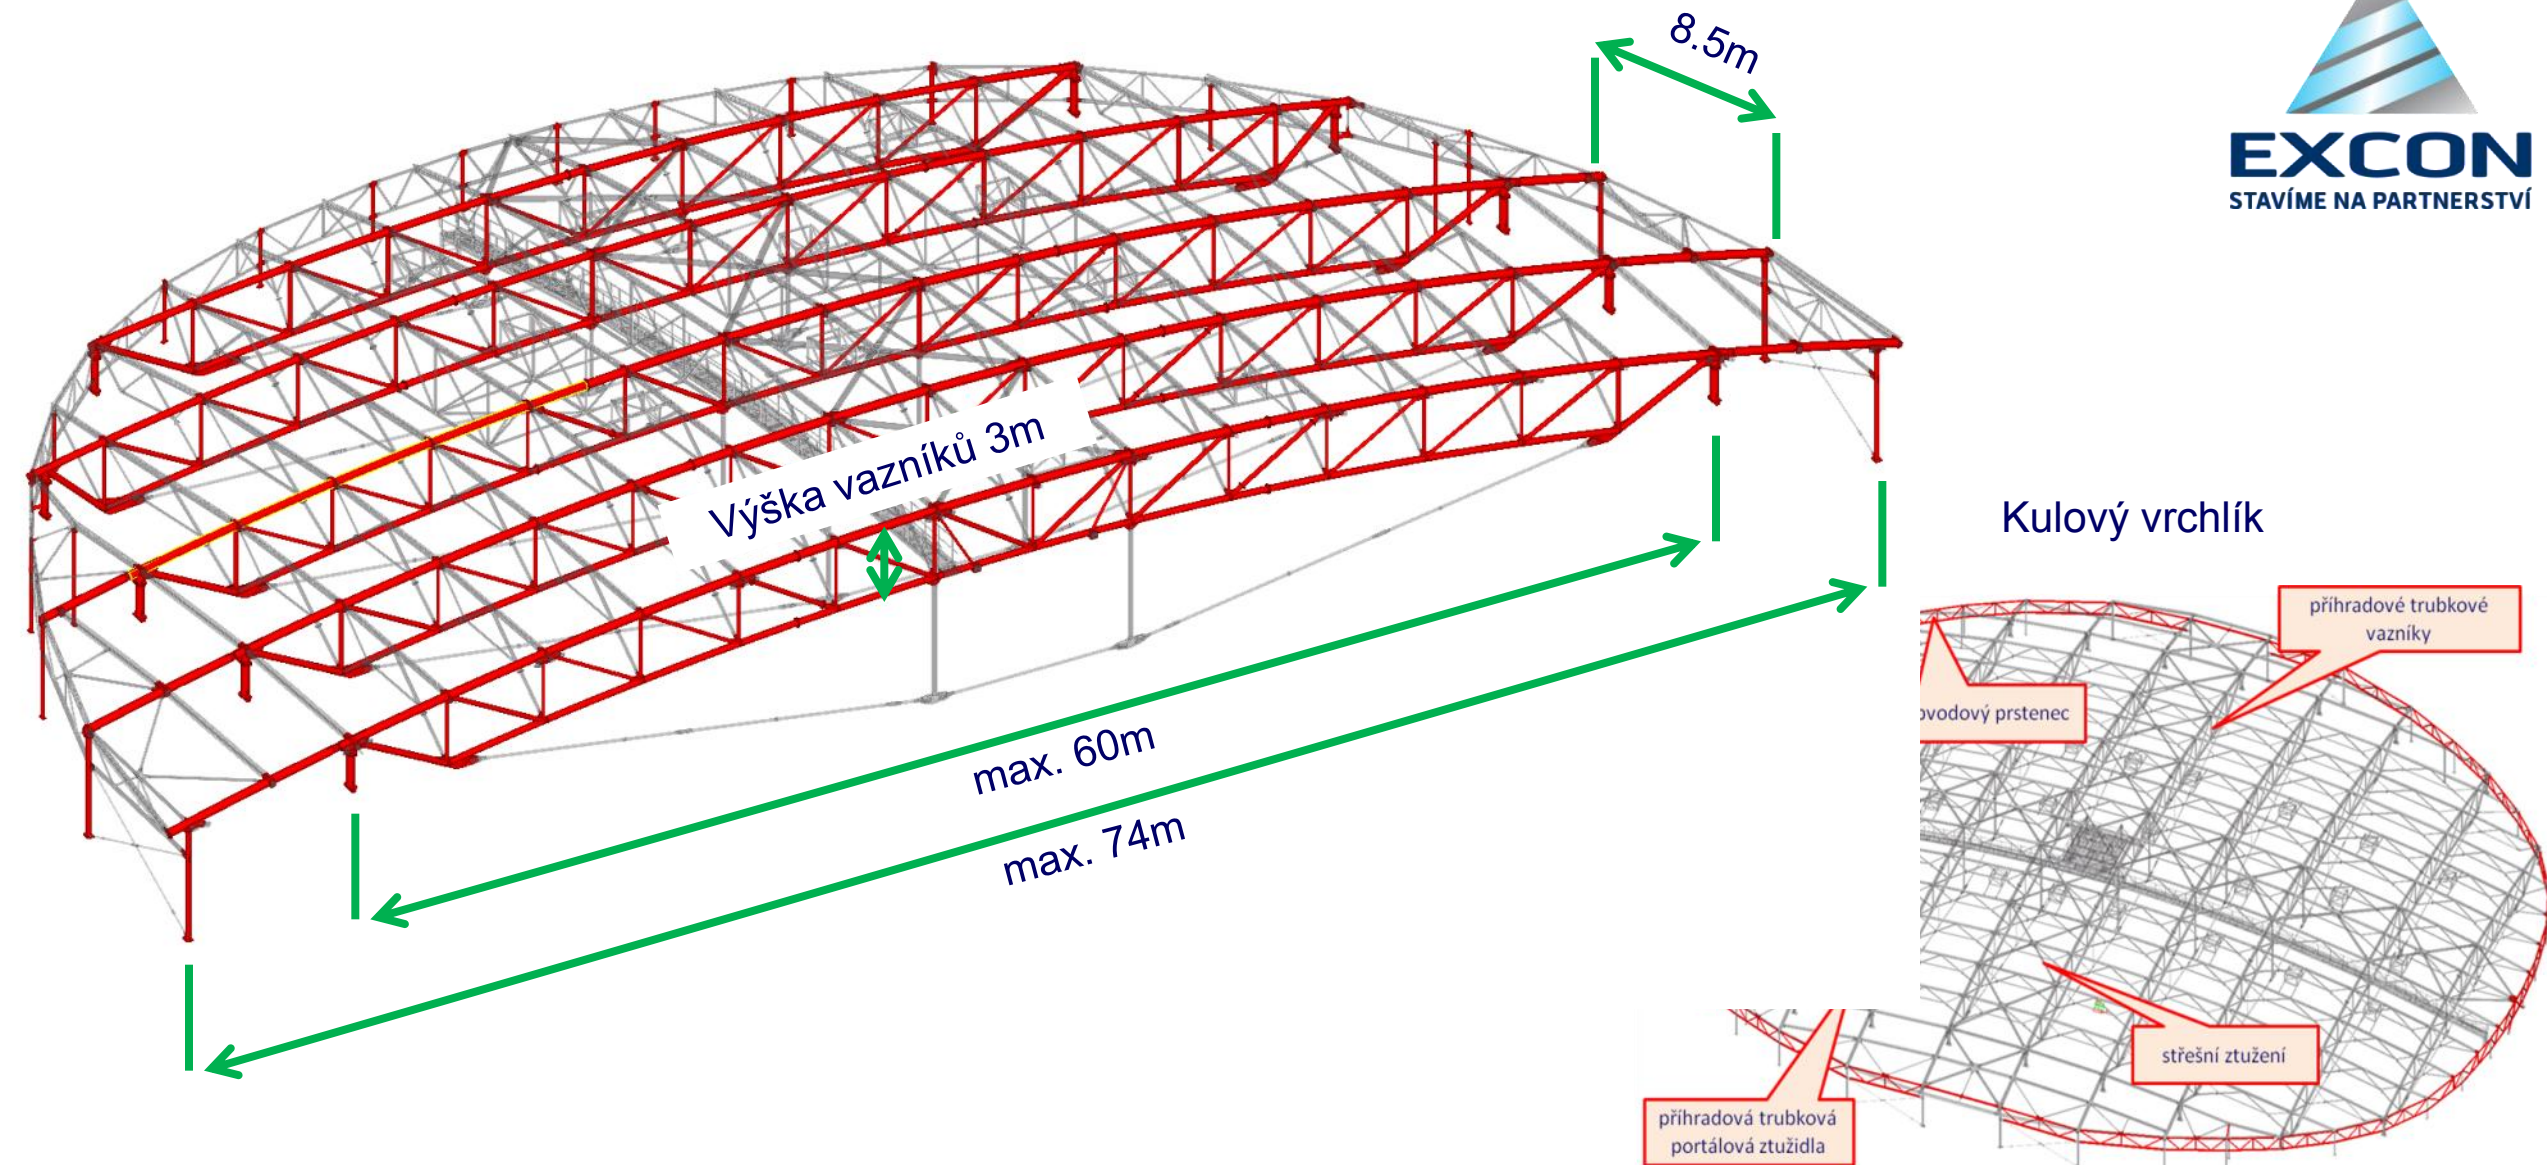 8.5m
EXCON
STAVÍME NA PARTNERSTVÍ
Výška vazníků 3m
Kulový vrchlík
příhradové trubkové
vazníky
prstenec
max. 60m
max. 74m
střešní ztužení
příhradová trubková
portálová ztužidla